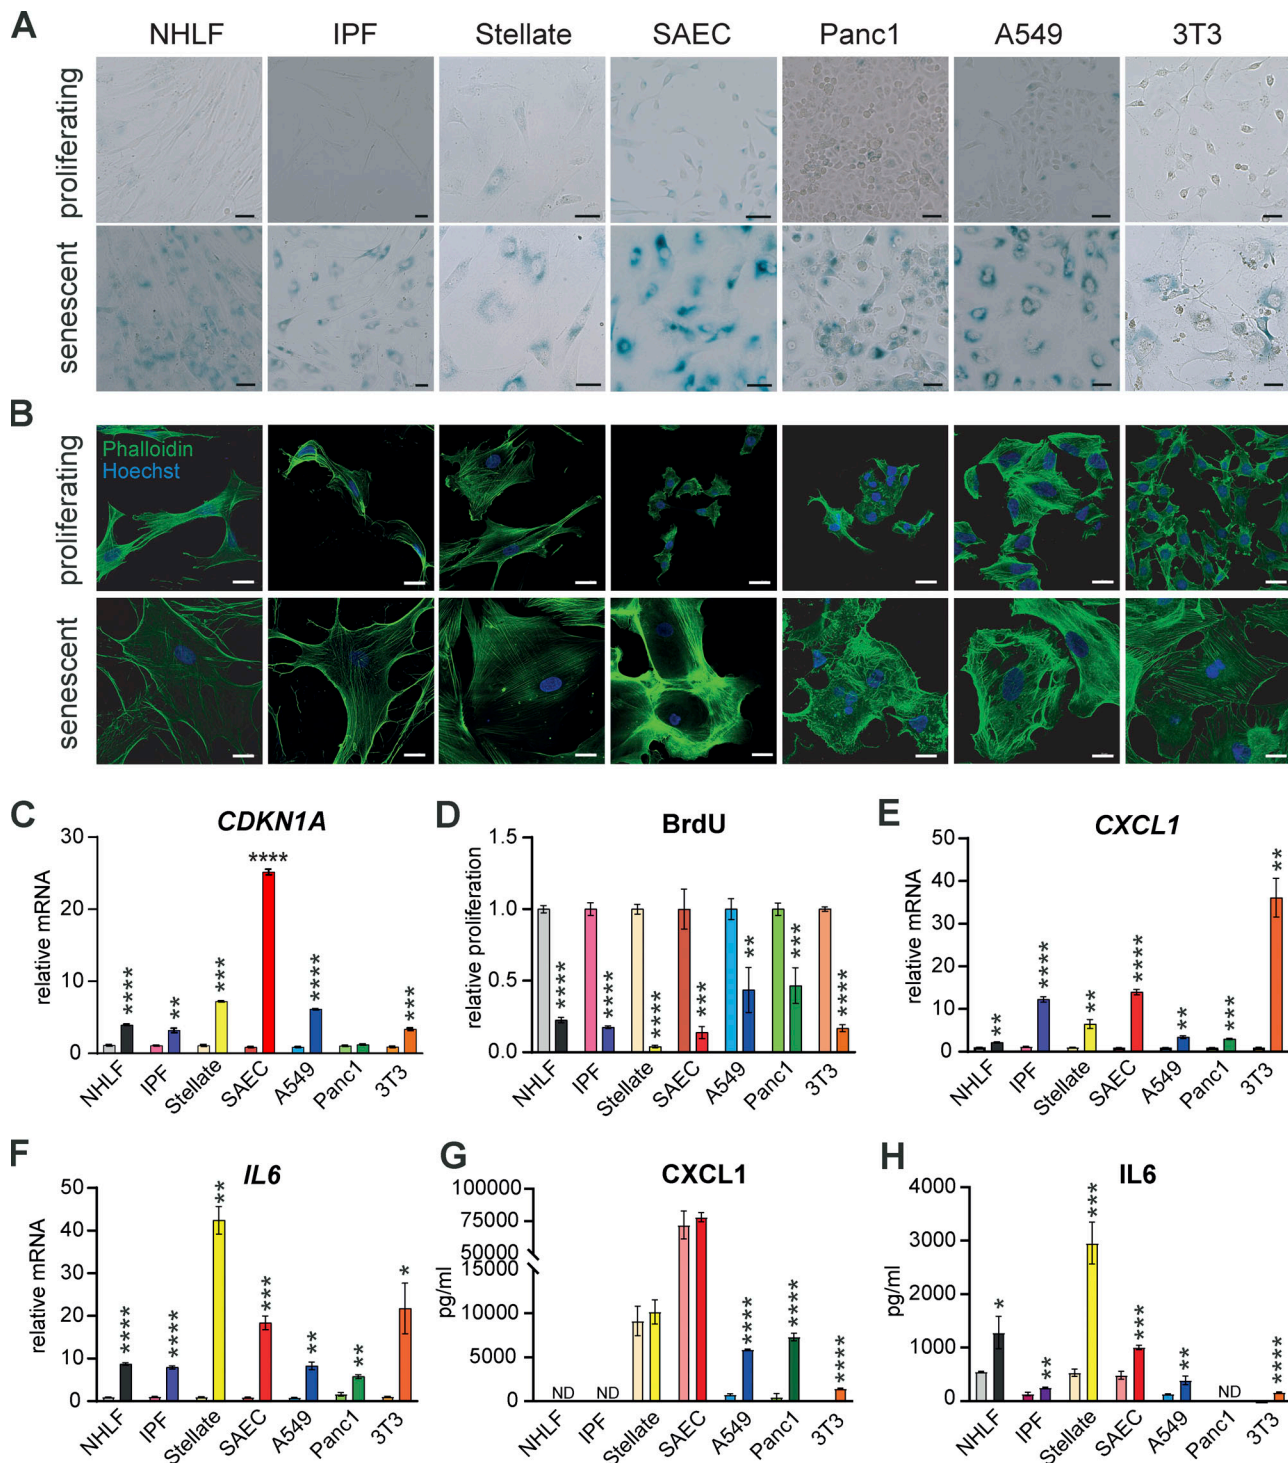 A
NHLF IPF Stellate SAEC Panc1 A549 3T3
proliferating
senescent
B
Phalloidin
Hoechst
proliferating
senescent
C
CDKN1A
relative mRNA
30
20
10
0
****
**
***
****
****
***
NHLF IPF Stellate SAEC A549 Panc1 3T3
D
BrdU
relative proliferation
1.5
1.0
0.5
0.0
****
****
****
***
**
***
****
NHLF IPF Stellate SAEC A549 Panc1 3T3
E
CXCL1
relative mRNA
50
40
30
20
10
0
**
****
**
****
**
***
**
NHLF IPF Stellate SAEC A549 Panc1 3T3
F
IL6
relative mRNA
50
40
30
20
10
0
****
****
**
****
**
**
*
NHLF IPF Stellate SAEC A549 Panc1 3T3
G
CXCL1
pg/ml
100000
75000
50000
15000
10000
5000
0
ND
ND
****
****
****
NHLF IPF Stellate SAEC A549 Panc1 3T3
H
IL6
pg/ml
4000
3000
2000
1000
0
*
**
***
***
**
ND
****
NHLF IPF Stellate SAEC A549 Panc1 3T3